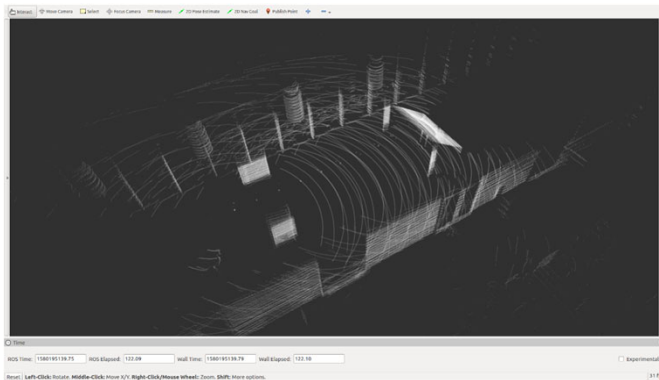 Interact Move Camera Select Focus Camera Measure 2D Pose Estimate 2D Nav Goal Publish Point
Time
ROS Time: 1580195139.75 ROS Elapsed: 122.09 Wall Time: 1580195139.79 Wall Elapsed: 122.10 Experimental
Reset Left-Click: Rotate. Middle-Click: Move X/Y. Right-Click/Mouse Wheel: Zoom. Shift: More options. 31 f